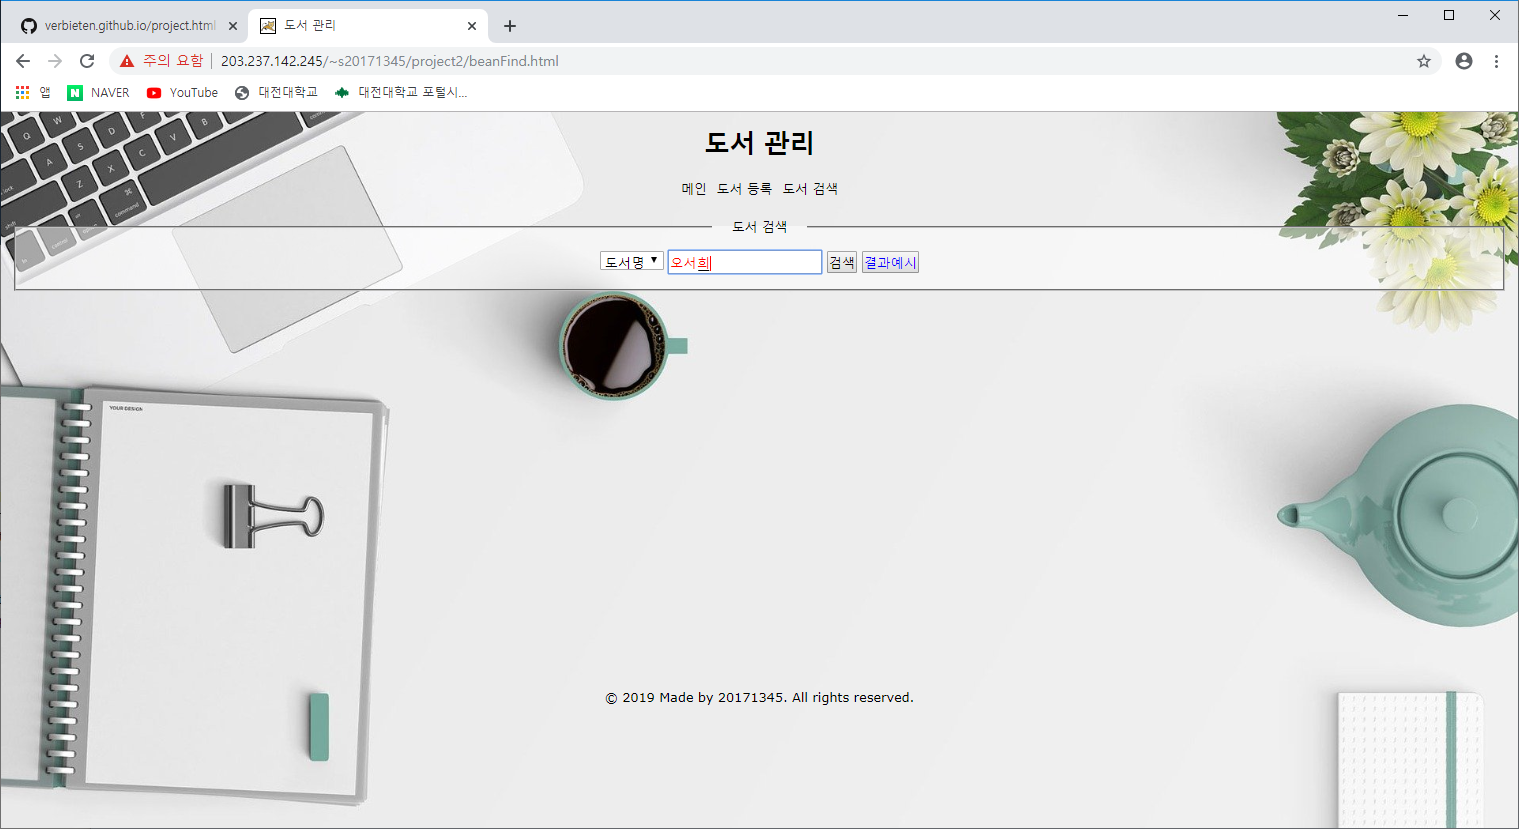 verbieten.github.io/project.html
도서 관리
주의 요함 | 203.237.142.245/~s20171345/project2/beanFind.html
앱 NAVER YouTube 대전대학교 대전대학교 포털시...
Q W D F
A S R C V B
Z X
command
도서 관리
메인 도서 등록 도서 검색
도서 검색
도서명 오서희 검색 결과예시
YOUR DESIGN
© 2019 Made by 20171345. All rights reserved.